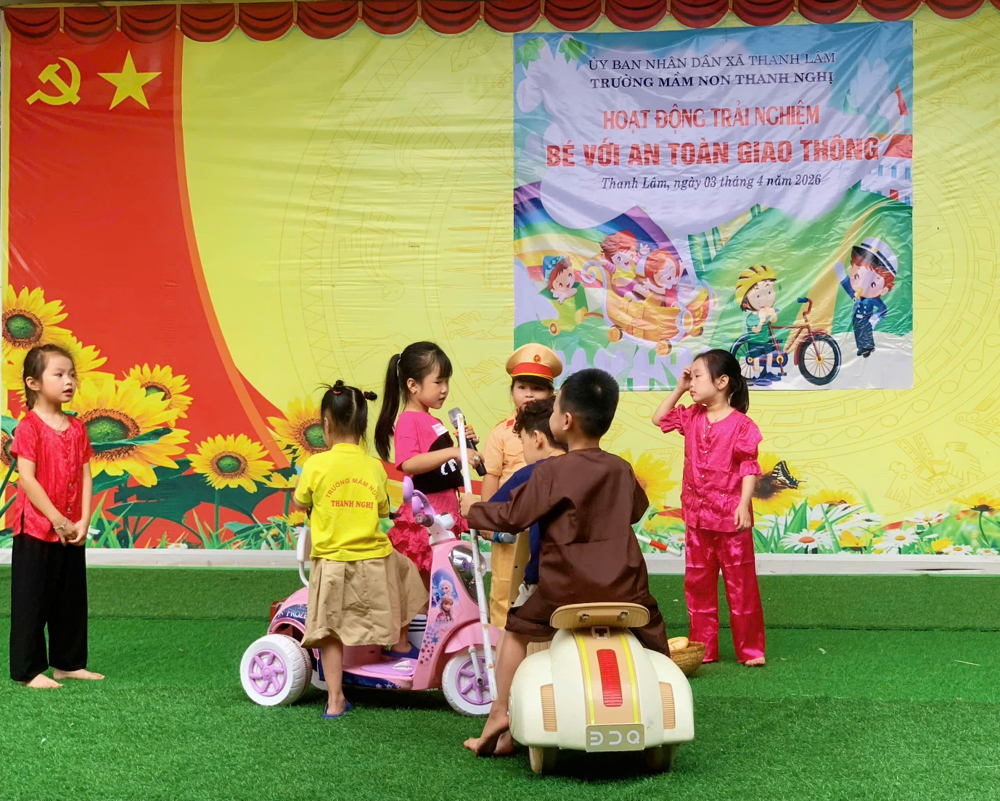 ỦY BAN NHÂN DÂN XÃ THANH LÂM
TRƯỜNG MẦM NON THANH NGHỊ
HOẠT ĐỘNG TRẢI NGHIỆM
BÉ VỚI AN TOÀN GIAO THÔNG
Thanh Lâm, ngày 03 tháng 4 năm 2026
TRƯỜNG MẦM NON
THANH NGHỊ
FROZE